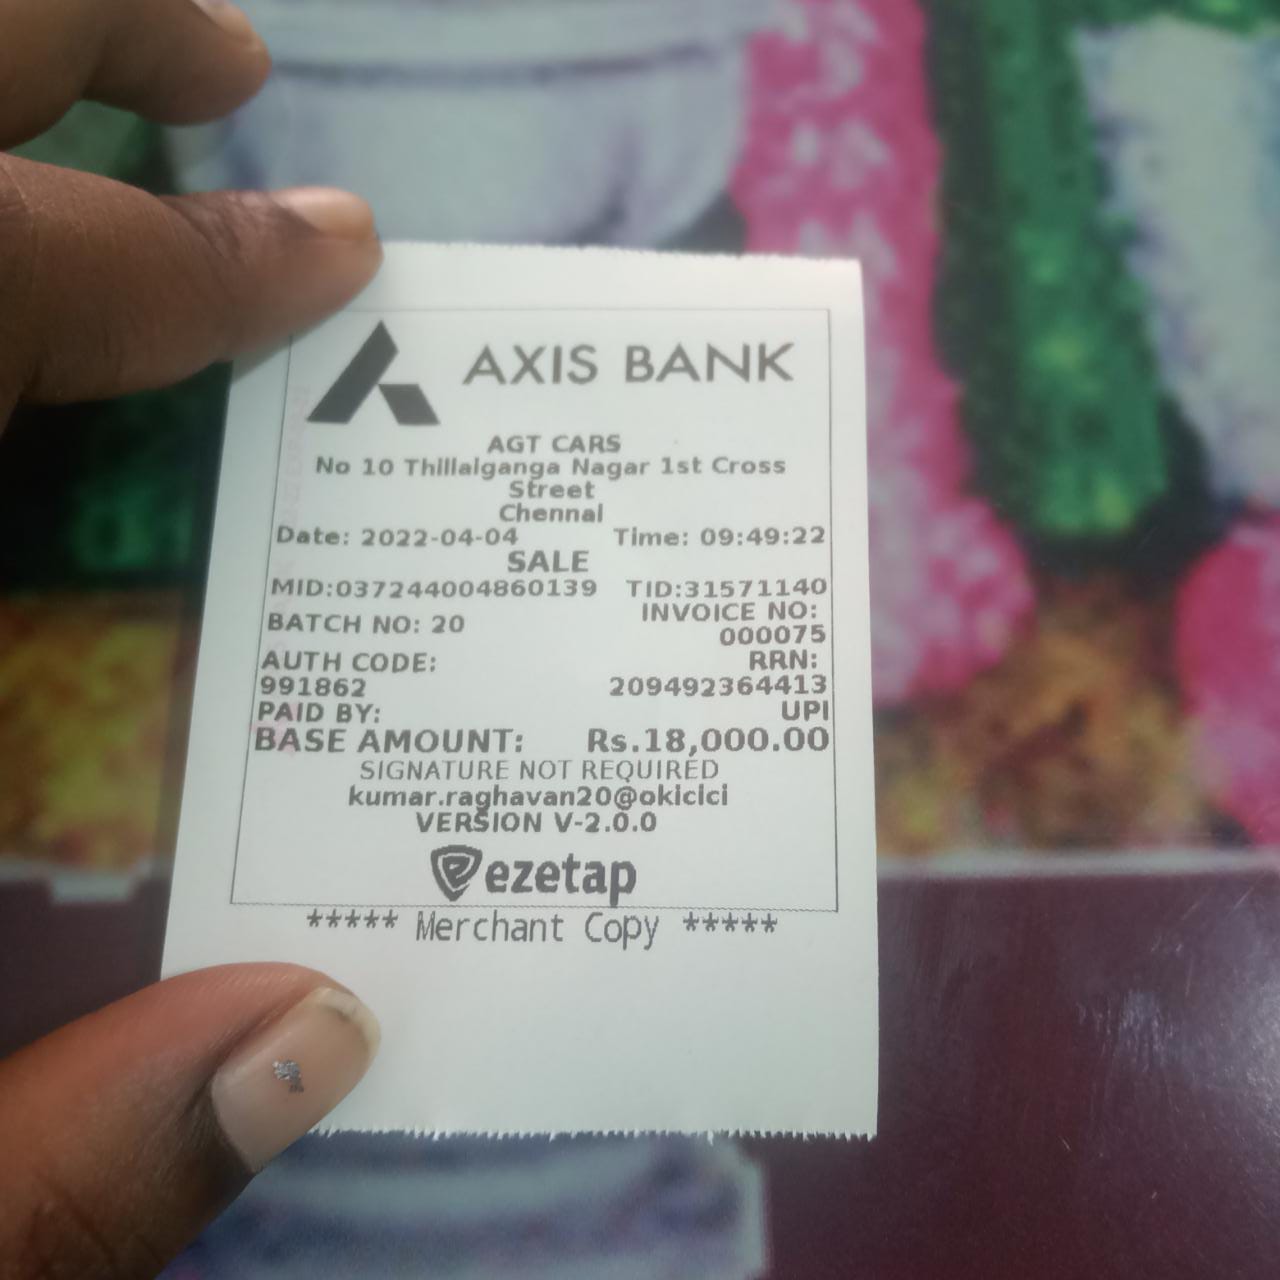 AXIS BANK
AGT CARS
No 10 Thillaiganga Nagar 1st Cross
Street
Chennai
Date: 2022-04-04 Time: 09:49:22
SALE
MID:037244004860139 TID:31571140
BATCH NO: 20 INVOICE NO:
000075
AUTH CODE: RRN:
991862 209492364413
PAID BY: UPI
BASE AMOUNT: Rs.18,000.00
SIGNATURE NOT REQUIRED
kumar.raghavan20@okicici
VERSION V-2.0.0
ezetap
***** Merchant Copy *****